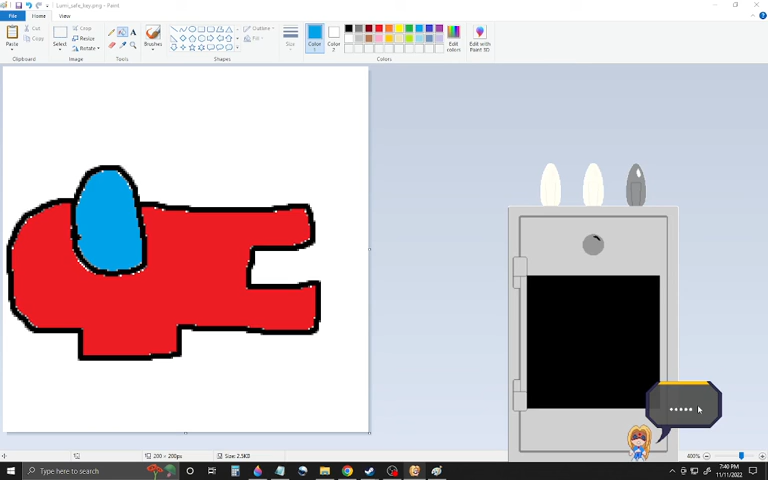 Lumi_safe_key.png - Paint
File Home View
Paste
Cut
Copy
Clipboard
Select
Crop
Resize
Rotate
Image
A
Tools
Brushes
Outline
Fill
Shapes
Size
Color
1
Color
2
Edit
colors
Edit with
Paint 3D
Colors
.....
200 × 200px
Size: 2.5KB
400%
Type here to search
7:40 PM
11/11/2022